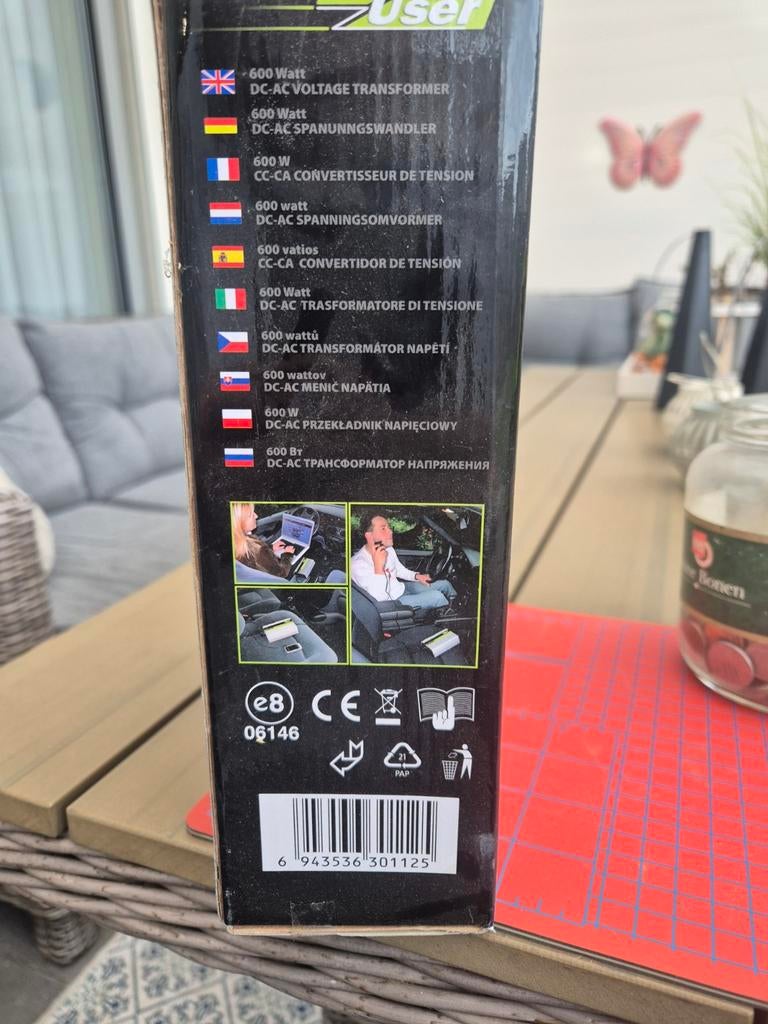 User
600 Watt
DC-AC VOLTAGE TRANSFORMER
600 Watt
DC-AC SPANUNNGSWANDLER
600 W
CC-CA CONVERTISSEUR DE TENSION
600 watt
DC-AC SPANNINGSOMVORMER
600 vatios
CC-CA CONVERTIDOR DE TENSIÓN
600 Watt
DC-AC TRASFORMATORE DI TENSIONE
600 wattů
DC-AC TRANSFORMÁTOR NAPĚTÍ
600 wattov
DC-AC MENIČ NAPÄTIA
600 W
DC-AC PRZEKŁADNIK NAPIĘCIOWY
600 Вт
DC-AC ТРАНСФОРМАТОР НАПРЯЖЕНИЯ
e8
06146
CE
21
PAP
6 943536 301125
Bonen